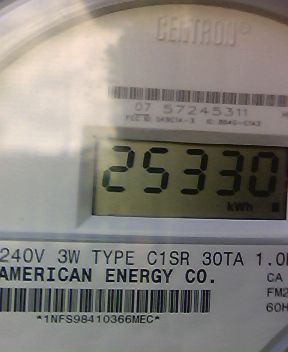 CENTRON®
07 57245311
25330
kWh
240V 3W TYPE C1SR 30TA 1.0
AMERICAN ENERGY CO.
CA
FM2
60H
*1NFS98410366MEC*